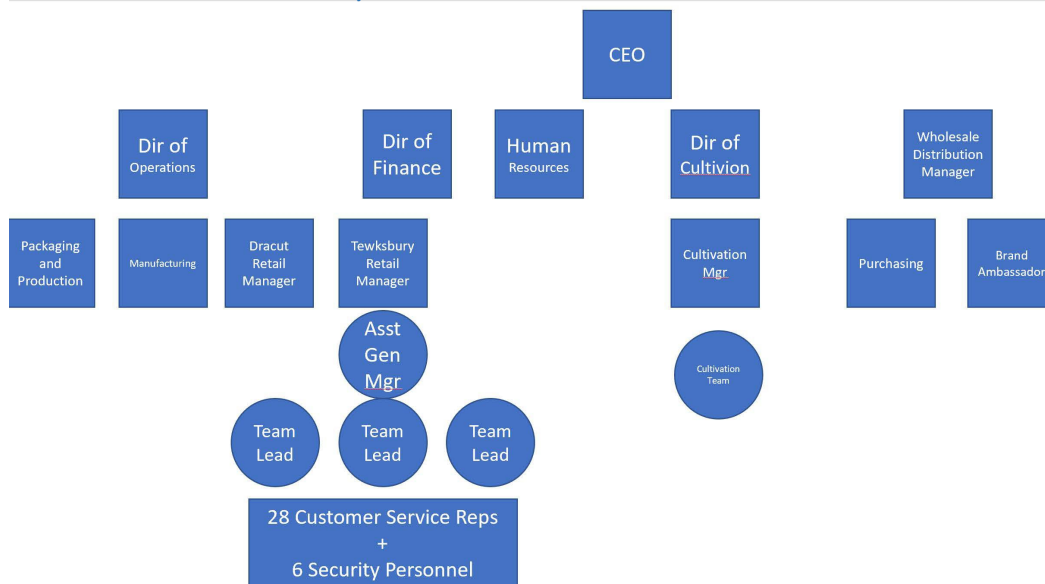 CEO
Dir of
Operations
Dir of
Finance
Human
Resources
Dir of
Cultivion
Wholesale
Distribution
Manager
Packaging
and
Production
Manufacturing
Dracut
Retail
Manager
Tewksbury
Retail
Manager
Cultivation
Mgr
Purchasing
Brand
Ambassador
Asst
Gen
Mgr
Cultivation
Team
Team
Lead
Team
Lead
Team
Lead
28 Customer Service Reps
+
6 Security Personnel